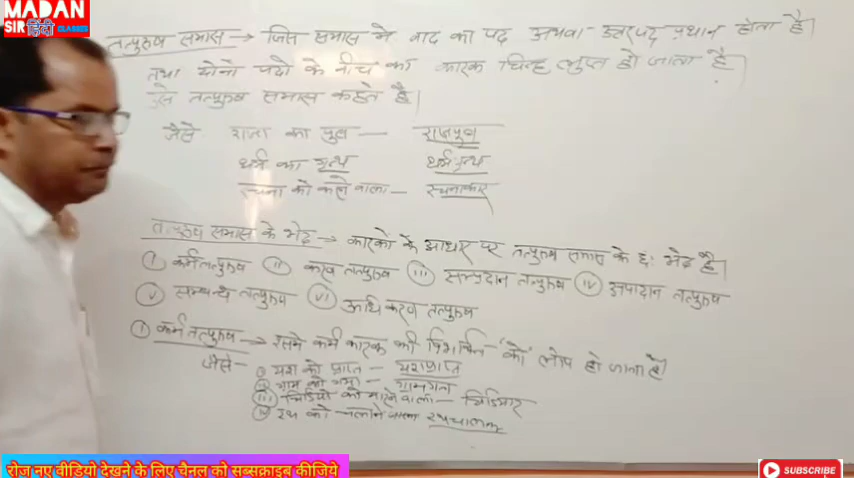 MADAN
SIR हिंदी CLASSES
तत्पुरुष समास → जिस समास में बाद का पद अथवा उत्तरपद प्रधान होता है।
तथा दोनों पदों के बीच का कारक चिन्ह लुप्त हो जाता है।
उसे तत्पुरुष समास कहते है।
जैसे राजा का पुत्र — राजपुत्र
धर्म का धर्म
रचना को करने वाला — रचनाकार
तत्पुरुष समास के भेद → कारकों के आधार पर तत्पुरुष समास के छः भेद है।
(I) कर्म तत्पुरुष (II) करण तत्पुरुष (III) सम्प्रदान तत्पुरुष (IV) अपादान तत्पुरुष
(V) सम्बन्ध तत्पुरुष (VI) अधिकरण तत्पुरुष
(I) कर्म तत्पुरुष → इसमें कर्म कारक की विभक्ति 'को' लोप हो जाता है
जैसे — (i) यश को प्राप्त — यशप्राप्त
(ii) ग्राम को गया — ग्रामगत
(iii) चिडियों को मारने वाला — चिडिमार
(iv) रथ को चलाने वाला रथचालक
रोज नए वीडियो देखने के लिए चैनल को सब्सक्राइब कीजिये
SUBSCRIBE